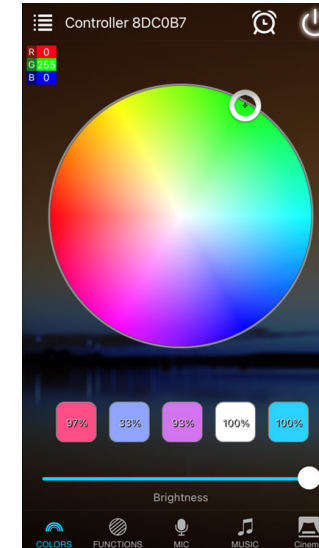 Controller 8DC0B7
R 0
G 255
B 0
97% 33% 93% 100% 100%
Brightness
COLORS FUNCTIONS MIC MUSIC Cinem